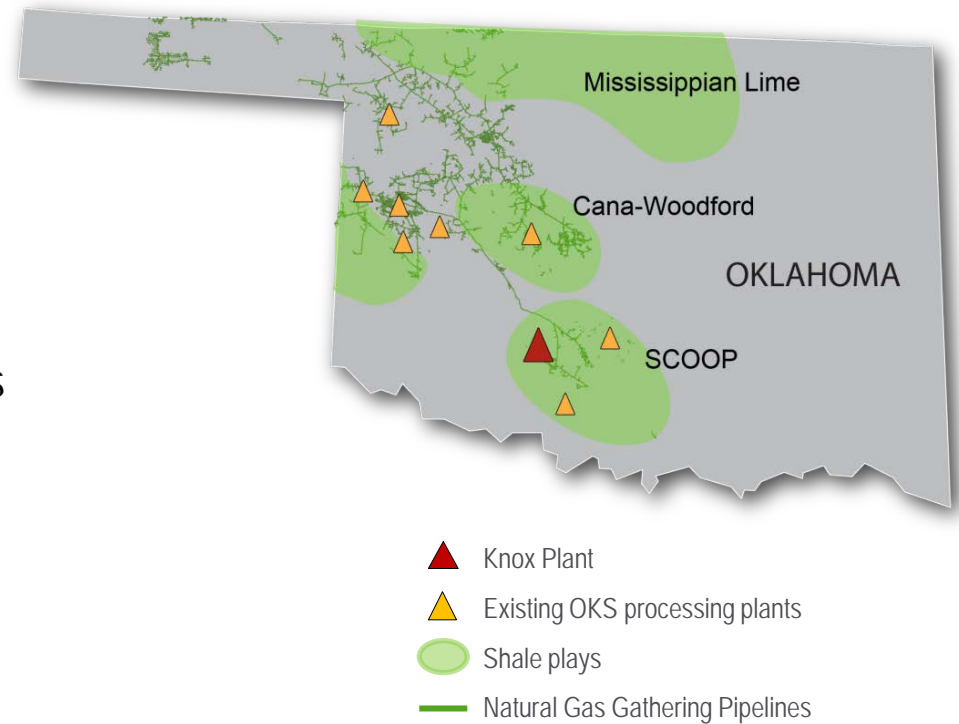 Mississippian Lime
Cana-Woodford
OKLAHOMA
SCOOP
s
Knox Plant
Existing OKS processing plants
Shale plays
Natural Gas Gathering Pipelines